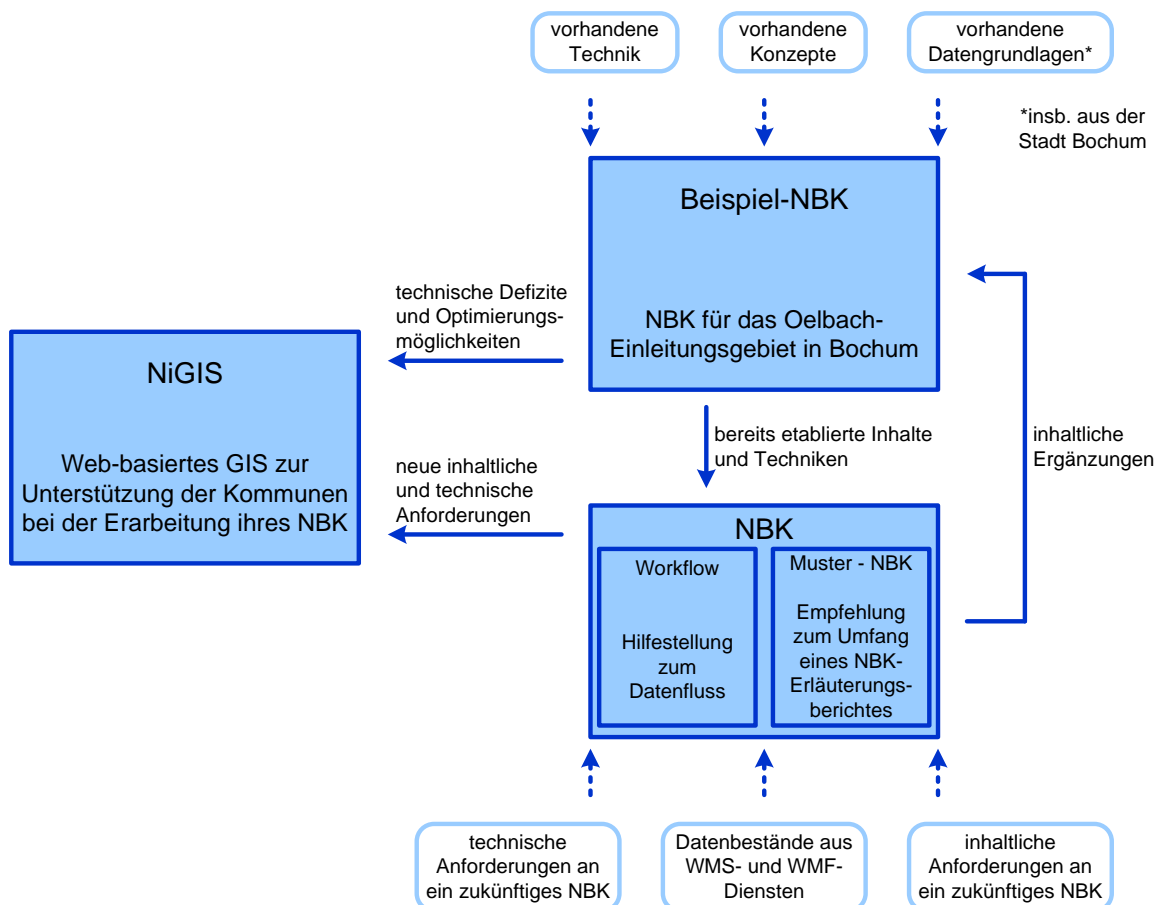 vorhandene
Technik
vorhandene
Konzepte
vorhandene
Datengrundlagen*
*insb. aus der
Stadt Bochum
Beispiel-NBK
NBK für das Oelbach-
Einleitungsgebiet in Bochum
technische Defizite
und Optimierungs-
möglichkeiten
NiGIS
Web-basiertes GIS zur
Unterstützung der Kommunen
bei der Erarbeitung ihres NBK
bereits etablierte Inhalte
und Techniken
inhaltliche
Ergänzungen
neue inhaltliche
und technische
Anforderungen
NBK
Workflow
Hilfestellung
zum
Datenfluss
Muster - NBK
Empfehlung
zum Umfang
eines NBK-
Erläuterungs-
berichtes
technische
Anforderungen an
ein zukünftiges NBK
Datenbestände aus
WMS- und WMF-
Diensten
inhaltliche
Anforderungen an
ein zukünftiges NBK